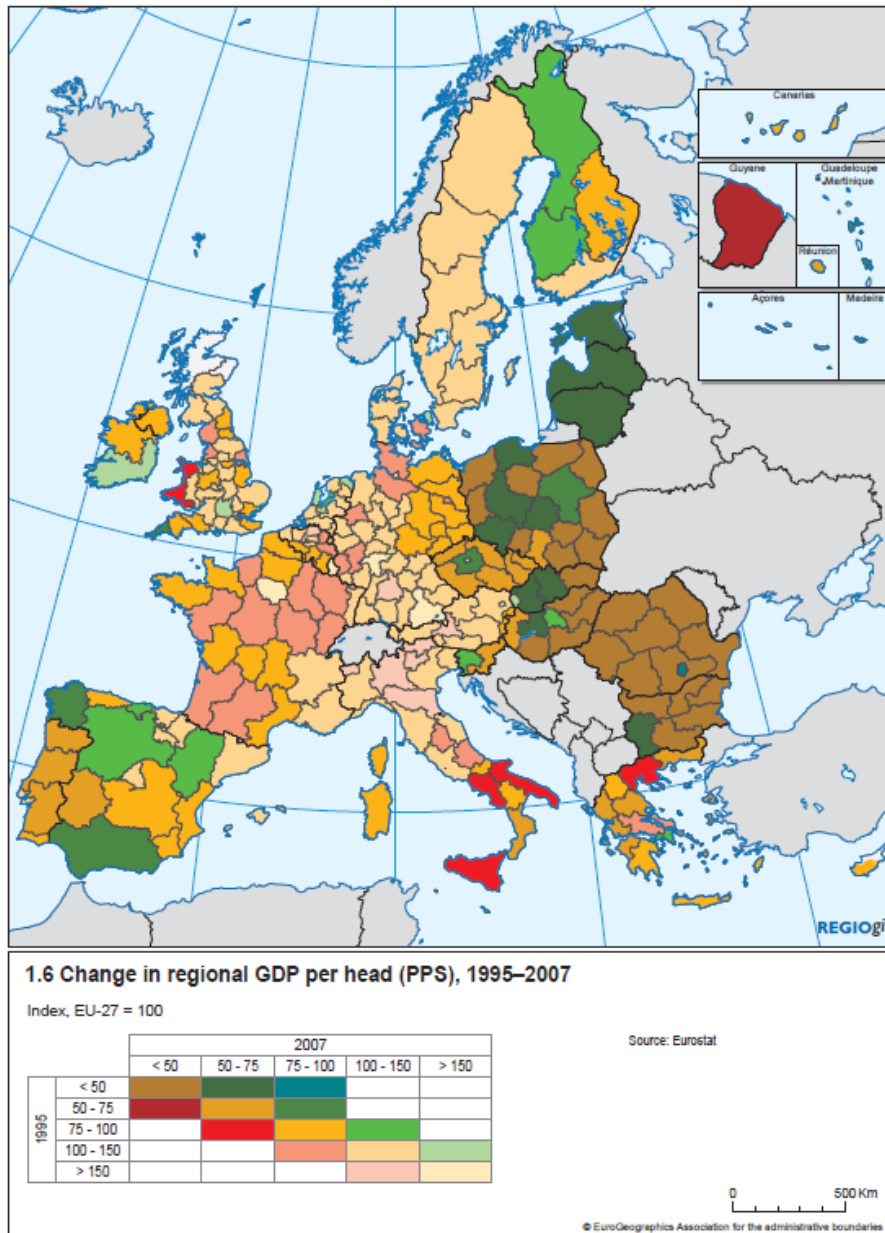 Canarias
Guyane
Guadeloupe
Martinique
Réunion
Açores
Madeira
REGIOgi
1.6 Change in regional GDP per head (PPS), 1995–2007
Index, EU-27 = 100
Source: Eurostat
2007
< 50
50 - 75
75 - 100
100 - 150
> 150
1995
< 50
50 - 75
75 - 100
100 - 150
> 150
0
500 Km
© EuroGeographics Association for the administrative boundaries